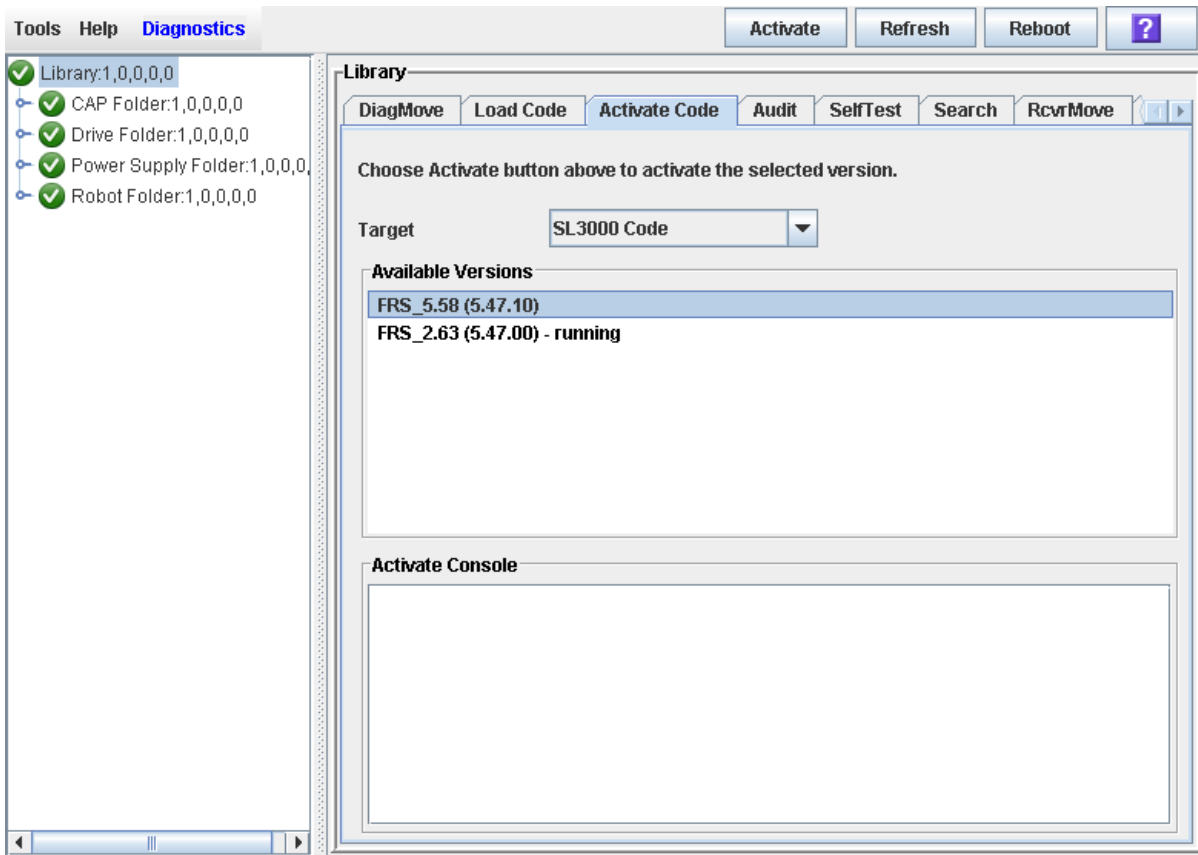 Tools Help Diagnostics
Activate Refresh Reboot ?
Library:1,0,0,0,0
CAP Folder:1,0,0,0,0
Drive Folder:1,0,0,0,0
Power Supply Folder:1,0,0,0,
Robot Folder:1,0,0,0,0
Library
DiagMove Load Code Activate Code Audit SelfTest Search RcvrMove
Choose Activate button above to activate the selected version.
Target SL3000 Code
Available Versions
FRS_5.58 (5.47.10)
FRS_2.63 (5.47.00) - running
Activate Console